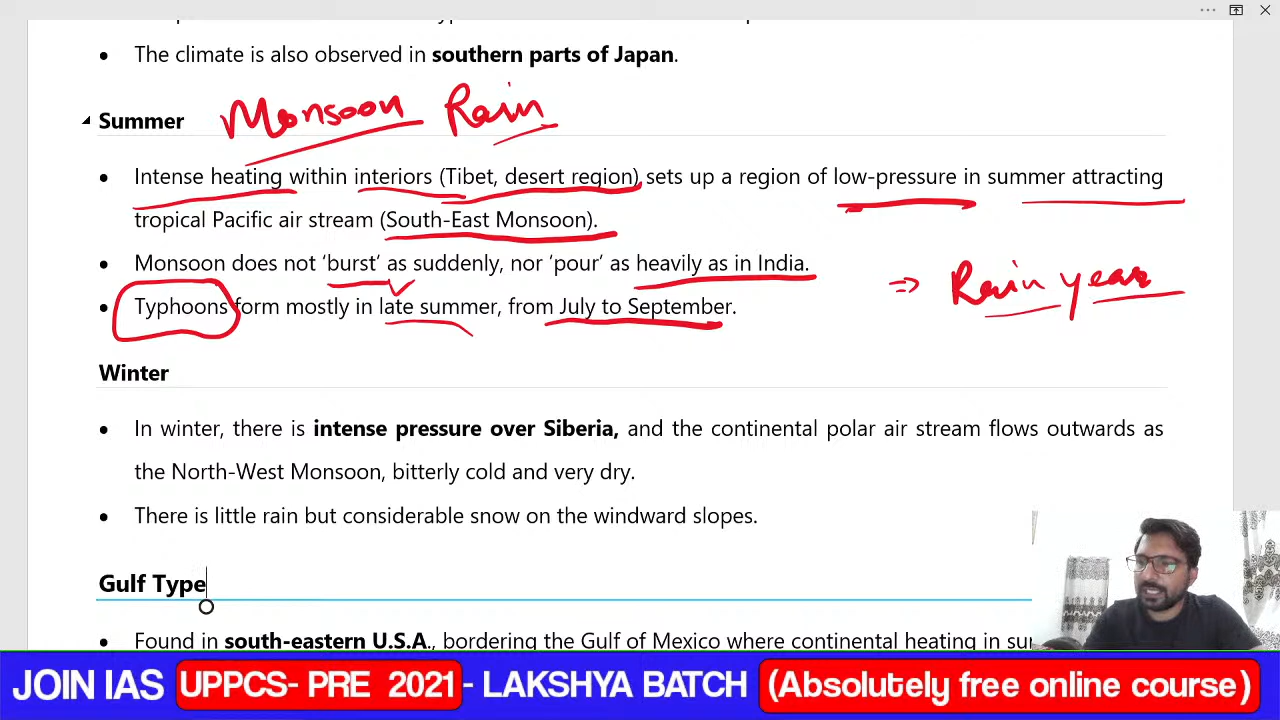 • The climate is also observed in southern parts of Japan.
Summer Monsoon Rain
• Intense heating within interiors (Tibet, desert region) sets up a region of low-pressure in summer attracting
tropical Pacific air stream (South-East Monsoon).
• Monsoon does not ‘burst’ as suddenly, nor ‘pour’ as heavily as in India.
⇒ Rain year
• Typhoons form mostly in late summer, from July to September.
Winter
• In winter, there is intense pressure over Siberia, and the continental polar air stream flows outwards as
the North-West Monsoon, bitterly cold and very dry.
• There is little rain but considerable snow on the windward slopes.
Gulf Type
• Found in south-eastern U.S.A., bordering the Gulf of Mexico where continental heating in
JOIN IAS UPPCS- PRE 2021 - LAKSHYA BATCH (Absolutely free online course)